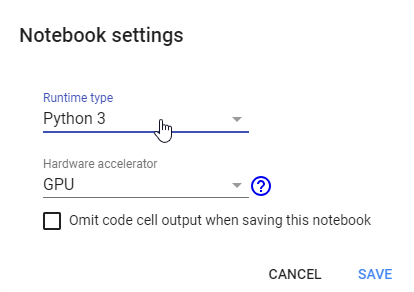 Notebook settings
Runtime type
Python 3
Hardware accelerator
GPU
?
Omit code cell output when saving this notebook
CANCEL SAVE